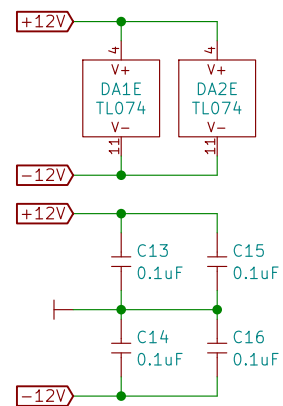 +12V
4 4
V+ V+
DA1E DA2E
TL074 TL074
V- V-
11 11
-12V
+12V
C13 C15
0.1uF 0.1uF
C14 C16
0.1uF 0.1uF
-12V